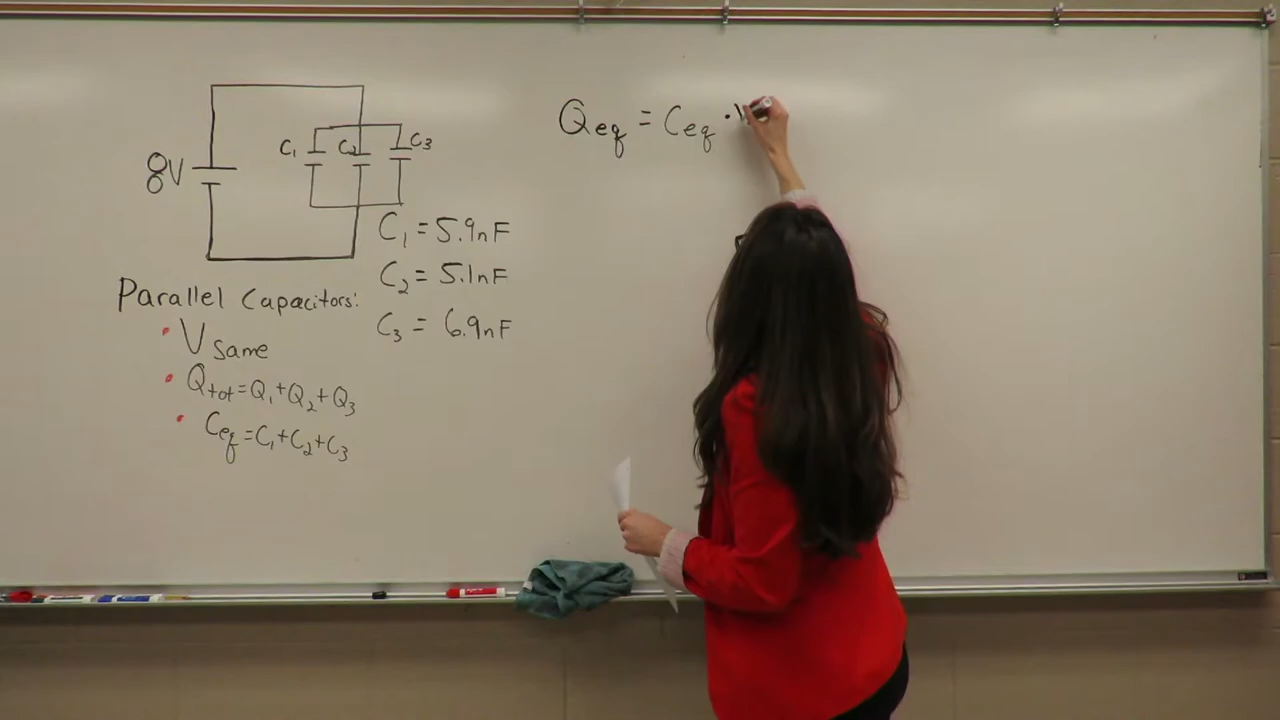 8V
C1 C2 C3
C1 = 5.9nF
C2 = 5.1nF
C3 = 6.9nF
Parallel Capacitors:
• V same
• Qtot = Q1 + Q2 + Q3
• Ceq = C1 + C2 + C3
Qeq = Ceq ·